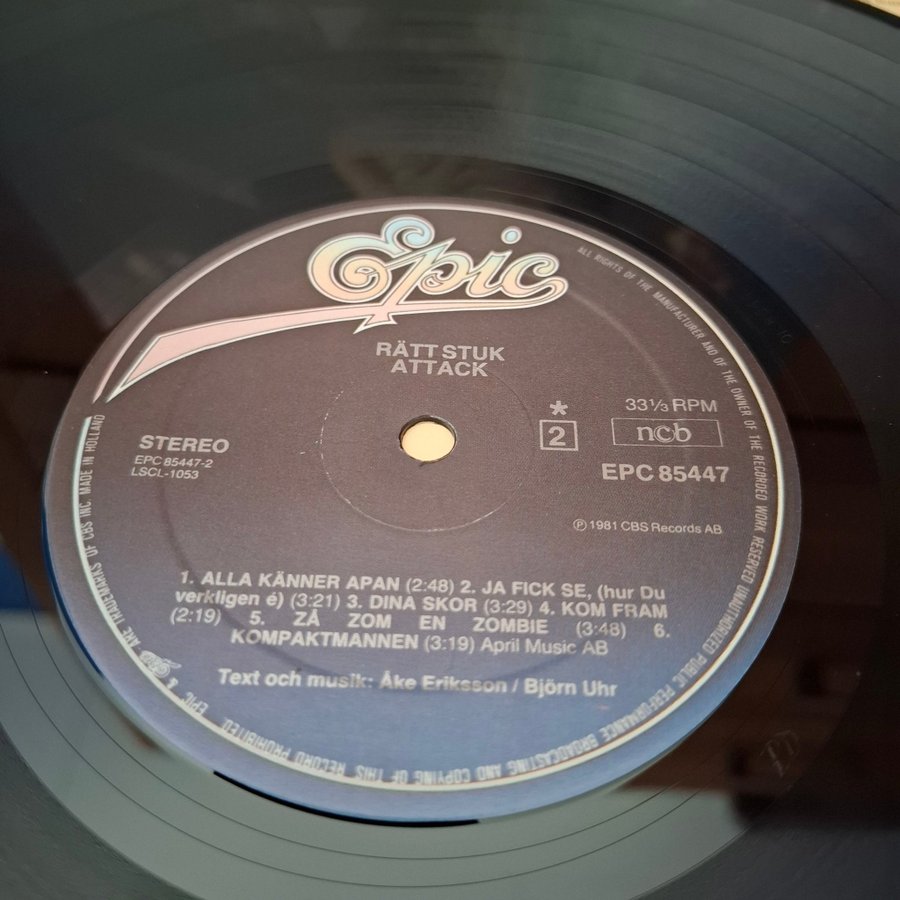 Epic
RÄTT STUK
ATTACK
STEREO
EPC 85447-2
LSCL-1053
*
2
33⅓ RPM
ncb
EPC 85447
℗ 1981 CBS Records AB
1. ALLA KÄNNER APAN (2:48) 2. JA FICK SE, (hur Du
verkligen é) (3:21) 3. DINA SKOR (3:29) 4. KOM FRAM
(2:19) 5. ZÅ ZOM EN ZOMBIE (3:48) 6.
KOMPAKTMANNEN (3:19) April Music AB
Text och musik: Åke Eriksson / Björn Uhr
ALL RIGHTS OF THE MANUFACTURER AND OF THE OWNER OF THE RECORDED WORK RESERVED UNAUTHORIZED PUBLIC PERFORMANCE BROADCASTING AND COPYING OF THIS RECORD PROHIBITED. EPIC & Epic ARE TRADEMARKS OF CBS INC. MADE IN HOLLAND